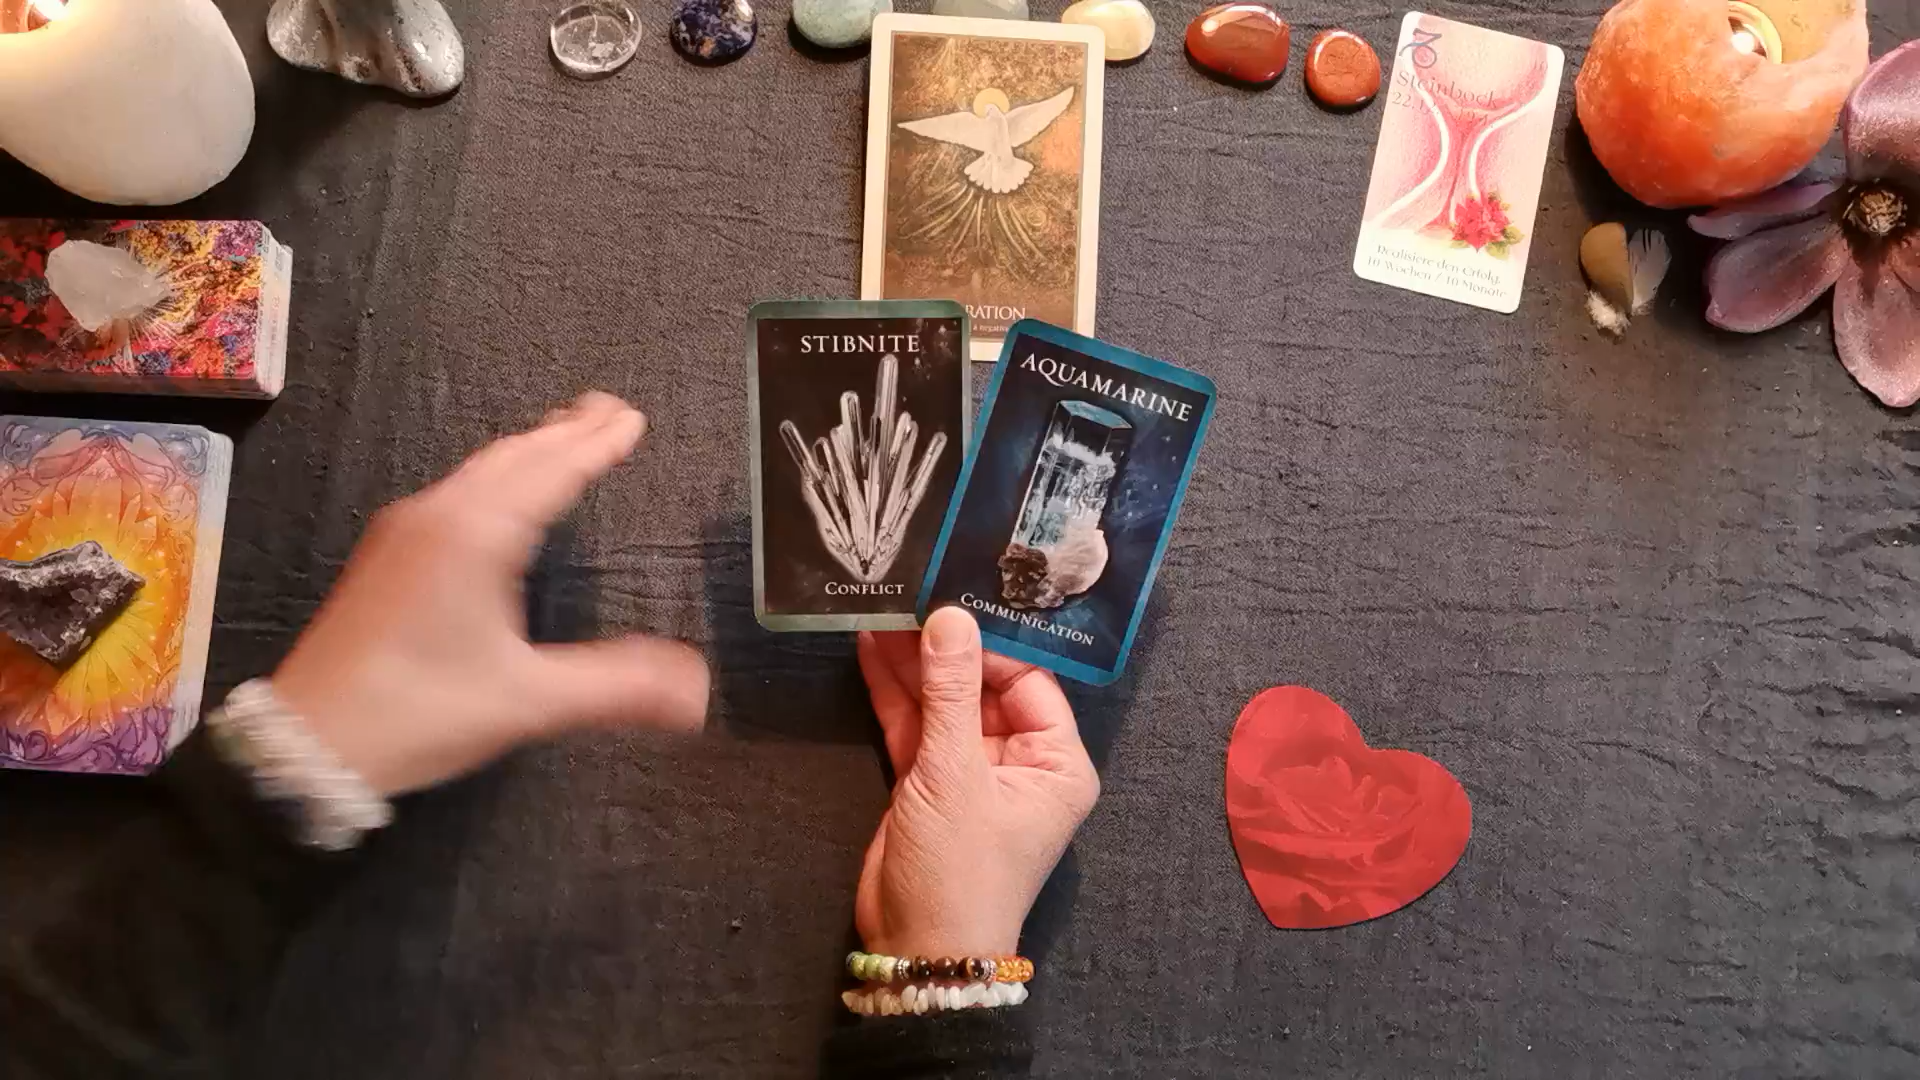 Steinbock
Realisiere den Erfolg,
10 Wochen / 10 Monate
RATION
STIBNITE
CONFLICT
AQUAMARINE
COMMUNICATION